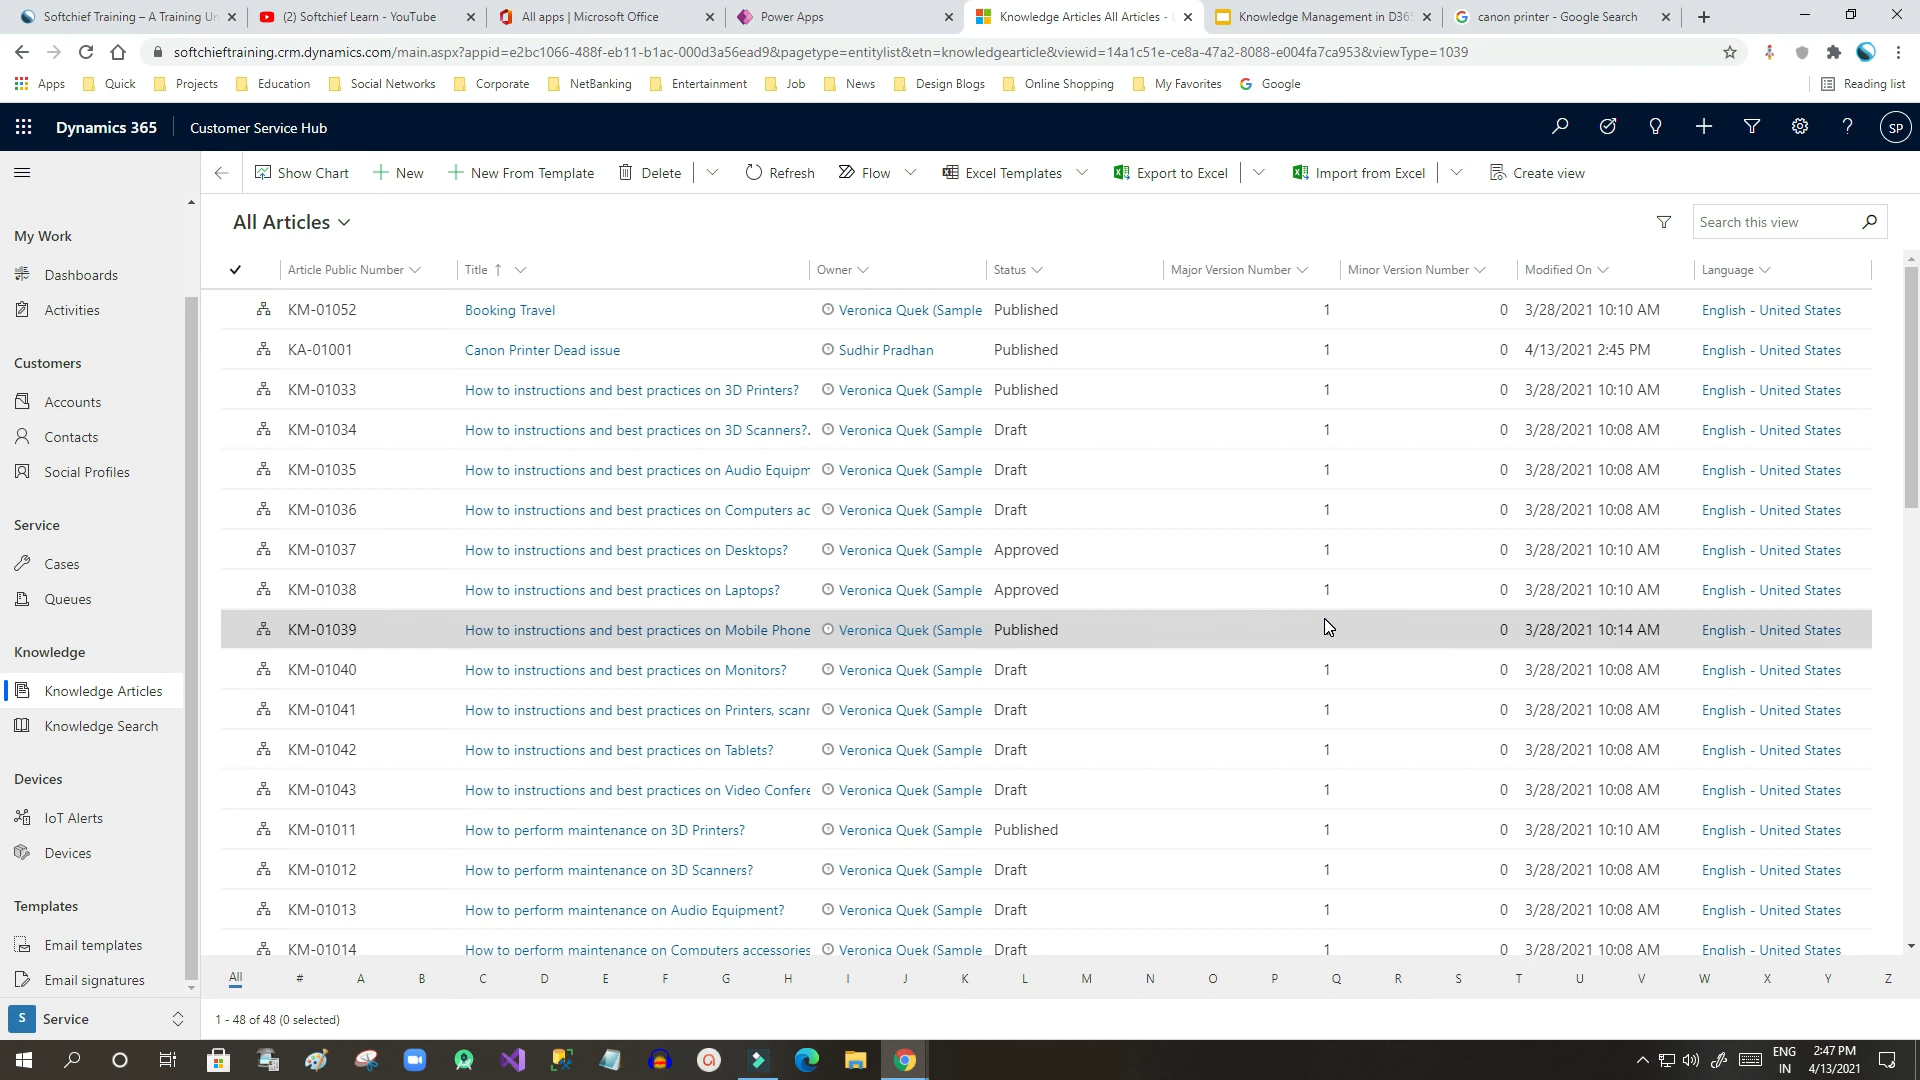 Softchief Training – A Training Un
(2) Softchief Learn - YouTube
All apps | Microsoft Office
Power Apps
Knowledge Articles All Articles -
Knowledge Management in D365
canon printer - Google Search
softchieftraining.crm.dynamics.com/main.aspx?appid=e2bc1066-488f-eb11-b1ac-000d3a56ead9&pagetype=entitylist&etn=knowledgearticle&viewid=14a1c51e-ce8a-47a2-8088-e004fa7ca953&viewType=1039
Apps Quick Projects Education Social Networks Corporate NetBanking Entertainment Job News Design Blogs Online Shopping My Favorites Google Reading list
Dynamics 365 Customer Service Hub SP
Show Chart New New From Template Delete Refresh Flow Excel Templates Export to Excel Import from Excel Create view
All Articles
Search this view
My Work
Dashboards
Activities
Customers
Accounts
Contacts
Social Profiles
Service
Cases
Queues
Knowledge
Knowledge Articles
Knowledge Search
Devices
IoT Alerts
Devices
Templates
Email templates
Email signatures
S Service
Article Public Number Title Owner Status Major Version Number Minor Version Number Modified On Language
KM-01052 Booking Travel Veronica Quek (Sample Published 1 0 3/28/2021 10:10 AM English - United States
KA-01001 Canon Printer Dead issue Sudhir Pradhan Published 1 0 4/13/2021 2:45 PM English - United States
KM-01033 How to instructions and best practices on 3D Printers? Veronica Quek (Sample Published 1 0 3/28/2021 10:10 AM English - United States
KM-01034 How to instructions and best practices on 3D Scanners?. Veronica Quek (Sample Draft 1 0 3/28/2021 10:08 AM English - United States
KM-01035 How to instructions and best practices on Audio Equipm Veronica Quek (Sample Draft 1 0 3/28/2021 10:08 AM English - United States
KM-01036 How to instructions and best practices on Computers ac Veronica Quek (Sample Draft 1 0 3/28/2021 10:08 AM English - United States
KM-01037 How to instructions and best practices on Desktops? Veronica Quek (Sample Approved 1 0 3/28/2021 10:10 AM English - United States
KM-01038 How to instructions and best practices on Laptops? Veronica Quek (Sample Approved 1 0 3/28/2021 10:10 AM English - United States
KM-01039 How to instructions and best practices on Mobile Phone Veronica Quek (Sample Published 0 3/28/2021 10:14 AM English - United States
KM-01040 How to instructions and best practices on Monitors? Veronica Quek (Sample Draft 1 0 3/28/2021 10:08 AM English - United States
KM-01041 How to instructions and best practices on Printers, scanr Veronica Quek (Sample Draft 1 0 3/28/2021 10:08 AM English - United States
KM-01042 How to instructions and best practices on Tablets? Veronica Quek (Sample Draft 1 0 3/28/2021 10:08 AM English - United States
KM-01043 How to instructions and best practices on Video Confere Veronica Quek (Sample Draft 1 0 3/28/2021 10:08 AM English - United States
KM-01011 How to perform maintenance on 3D Printers? Veronica Quek (Sample Published 1 0 3/28/2021 10:10 AM English - United States
KM-01012 How to perform maintenance on 3D Scanners? Veronica Quek (Sample Draft 1 0 3/28/2021 10:08 AM English - United States
KM-01013 How to perform maintenance on Audio Equipment? Veronica Quek (Sample Draft 1 0 3/28/2021 10:08 AM English - United States
KM-01014 How to perform maintenance on Computers accessories Veronica Quek (Sample Draft 1 0 3/28/2021 10:08 AM English - United States
All # A B C D E F G H I J K L M N O P Q R S T U V W X Y Z
1 - 48 of 48 (0 selected)
ENG
IN
2:47 PM
4/13/2021